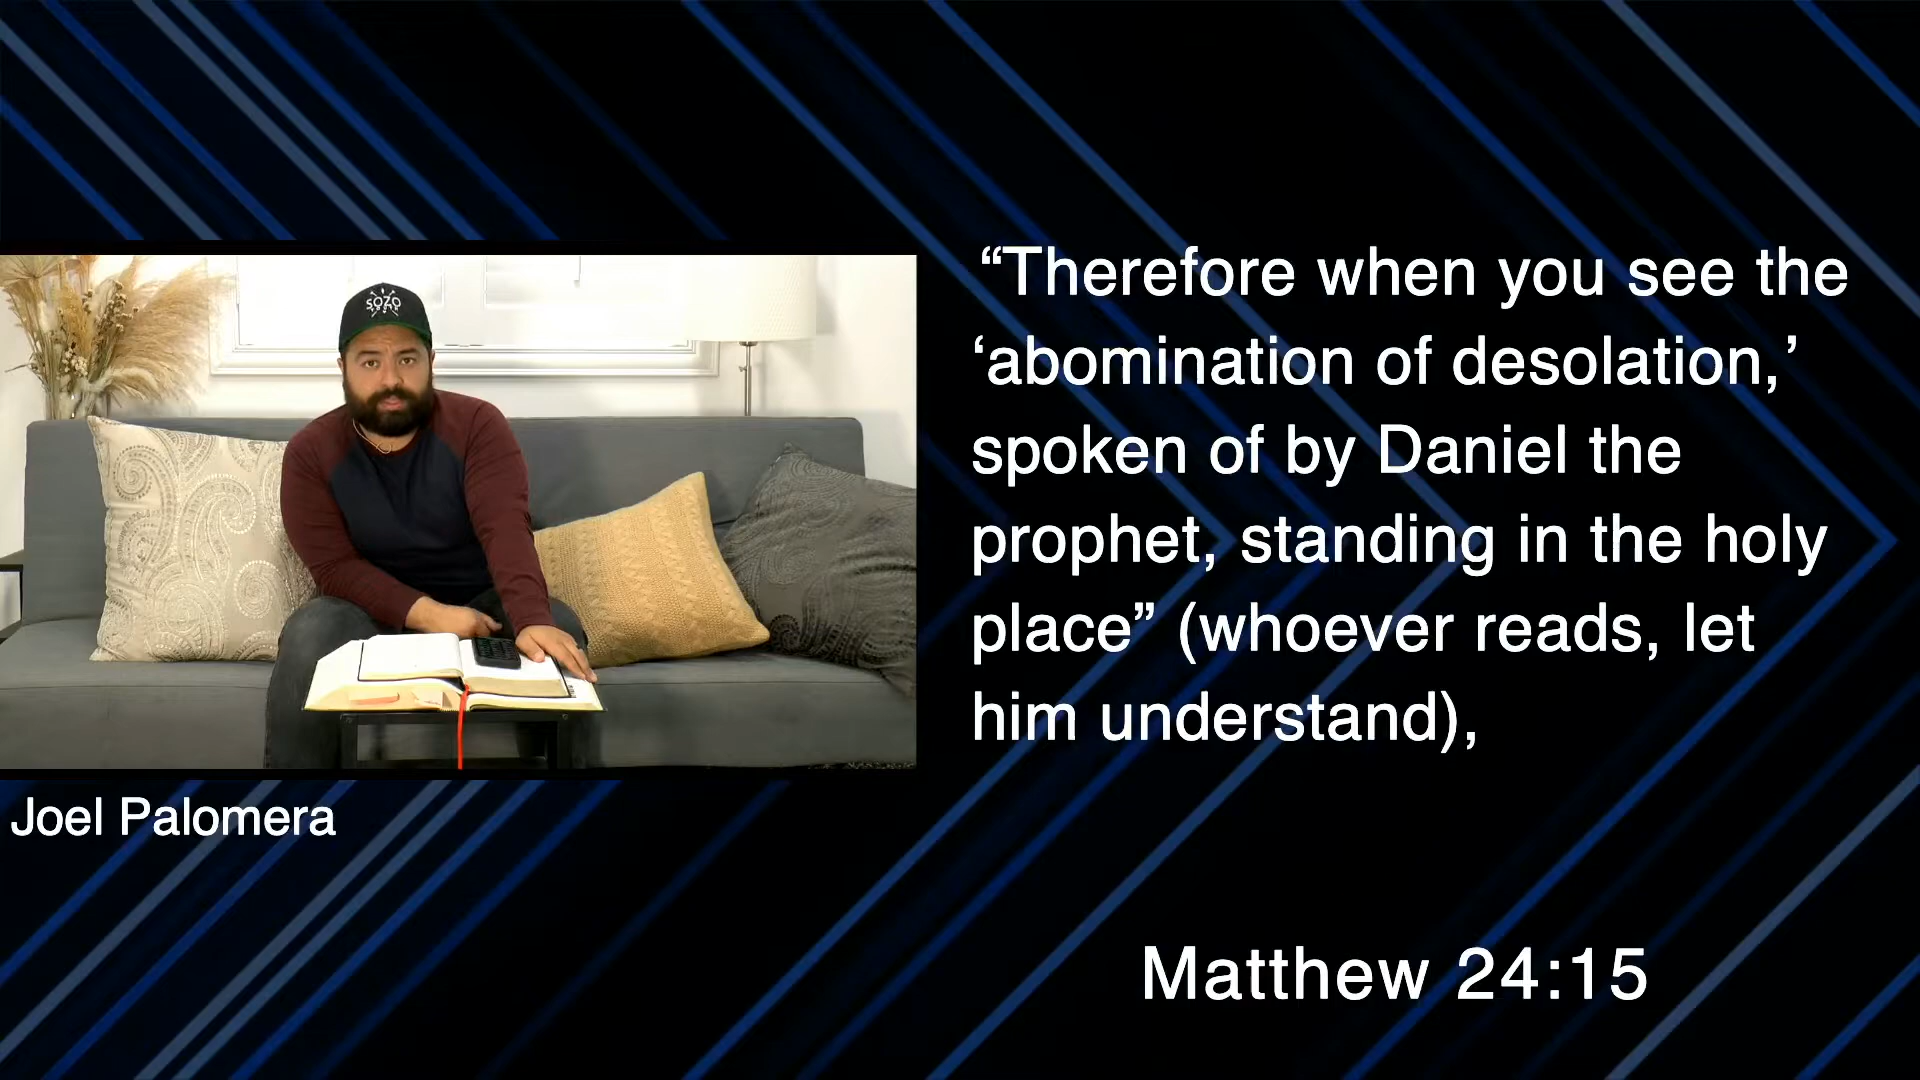 SOZO
“Therefore when you see the
‘abomination of desolation,’
spoken of by Daniel the
prophet, standing in the holy
place” (whoever reads, let
him understand),
Joel Palomera
Matthew 24:15